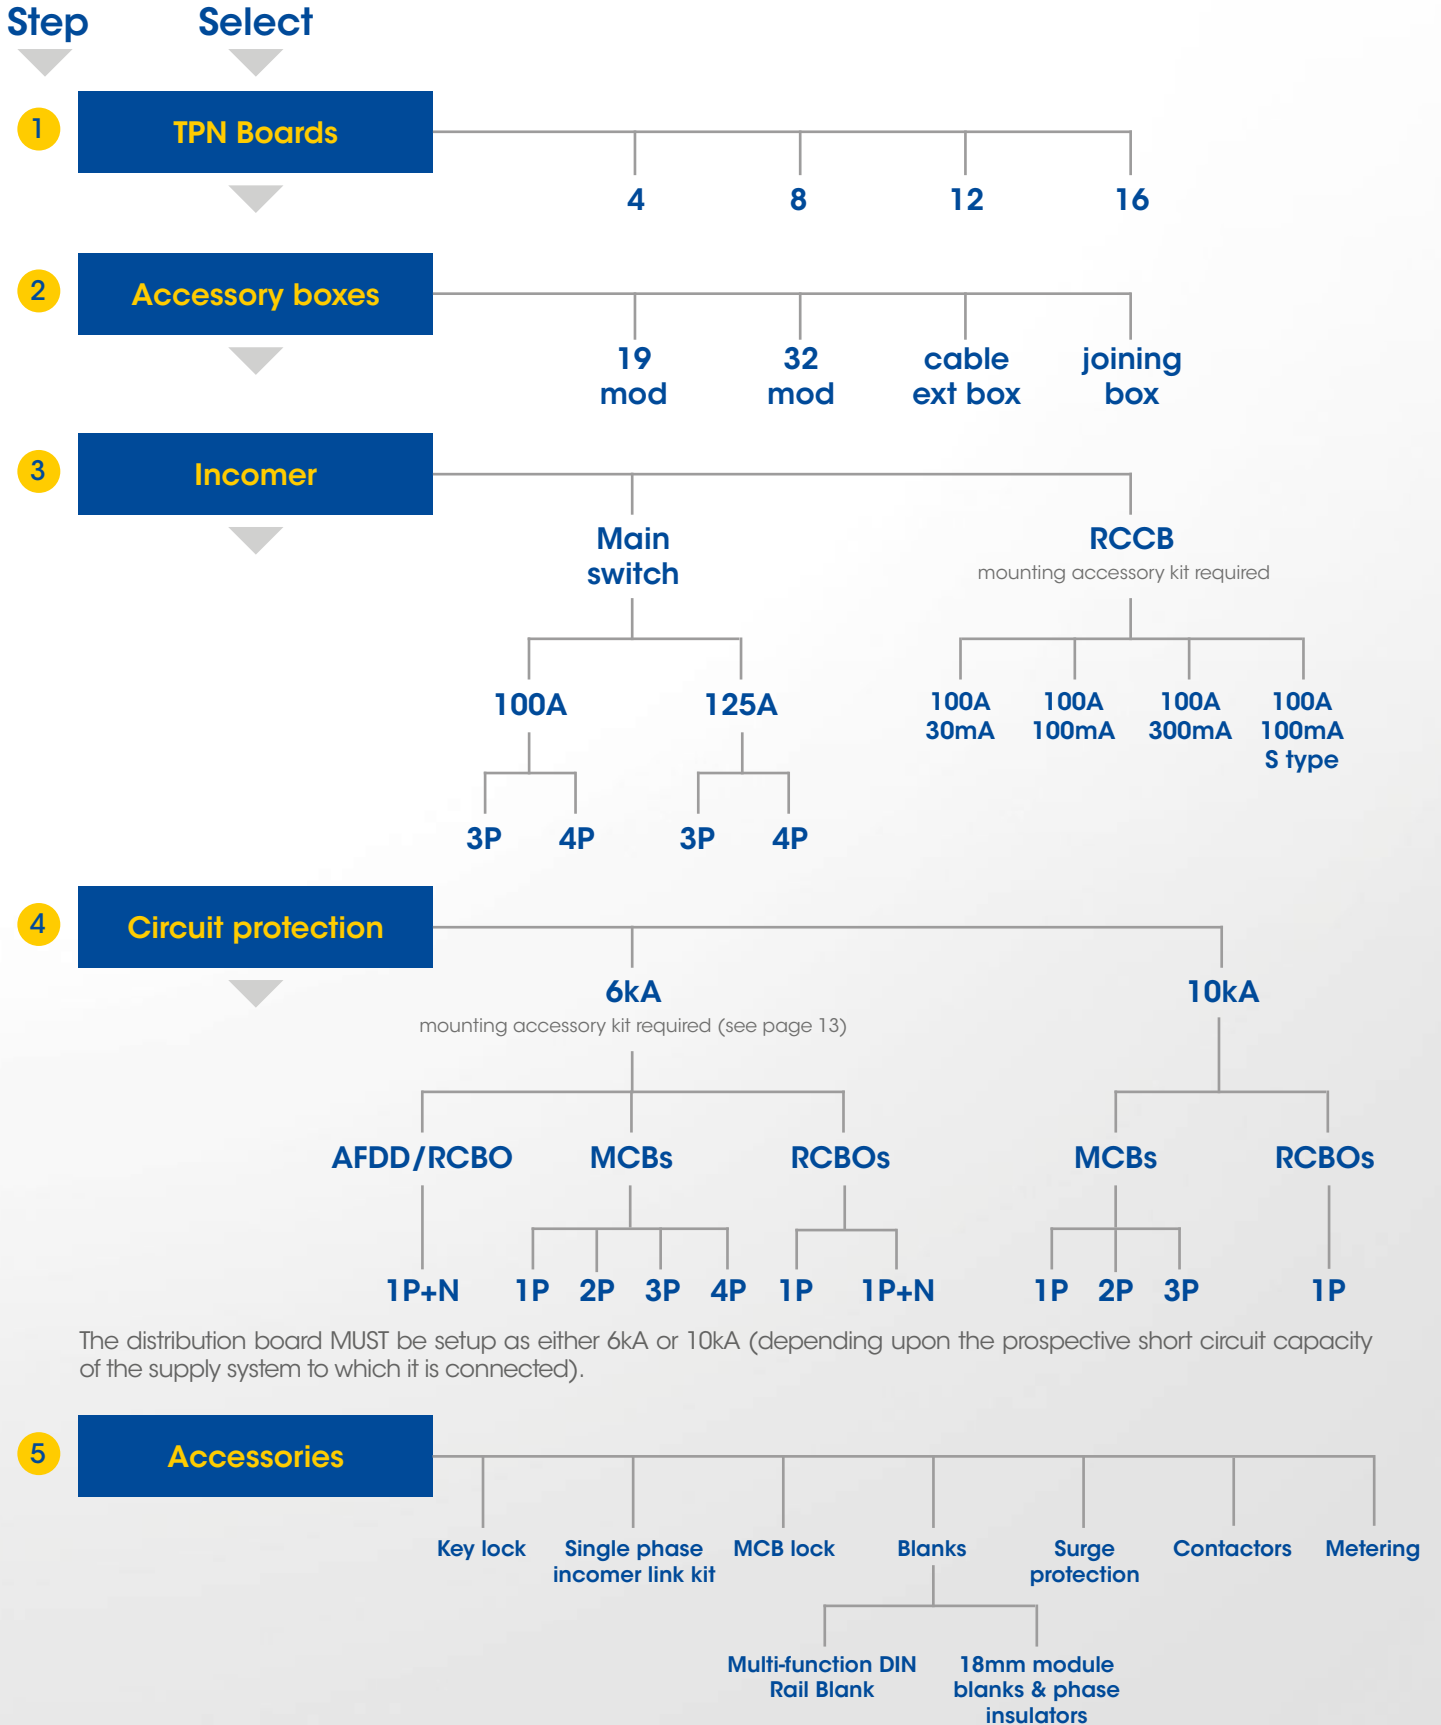 Step Select
1 TPN Boards
4 8 12 16
2 Accessory boxes
19 32 cable joining
mod mod ext box box
3 Incomer
Main RCCB
switch mounting accessory kit required
100A 125A 100A 100A 100A 100A
30mA 100mA 300mA 100mA
S type
3P 4P 3P 4P
4 Circuit protection
6kA 10kA
mounting accessory kit required (see page 13)
AFDD/RCBO MCBs RCBOs MCBs RCBOs
1P+N 1P 2P 3P 4P 1P 1P+N 1P 2P 3P 1P
The distribution board MUST be setup as either 6kA or 10kA (depending upon the prospective short circuit capacity
of the supply system to which it is connected).
5 Accessories
Key lock Single phase MCB lock Blanks Surge Contactors Metering
incomer link kit protection
Multi-function DIN 18mm module
Rail Blank blanks & phase
insulators